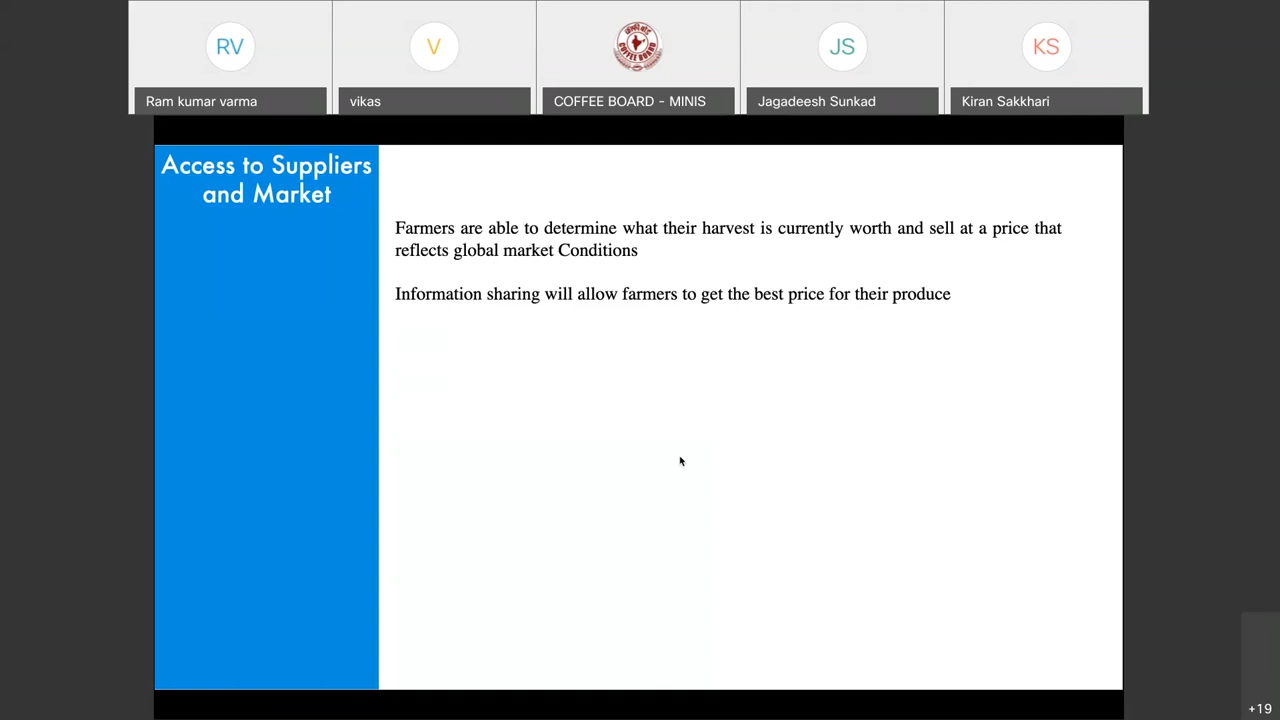 RV
V
JS
KS
Ram kumar varma
vikas
COFFEE BOARD - MINIS
Jagadeesh Sunkad
Kiran Sakkhari
Access to Suppliers
and Market
Farmers are able to determine what their harvest is currently worth and sell at a price that
reflects global market Conditions
Information sharing will allow farmers to get the best price for their produce
+19